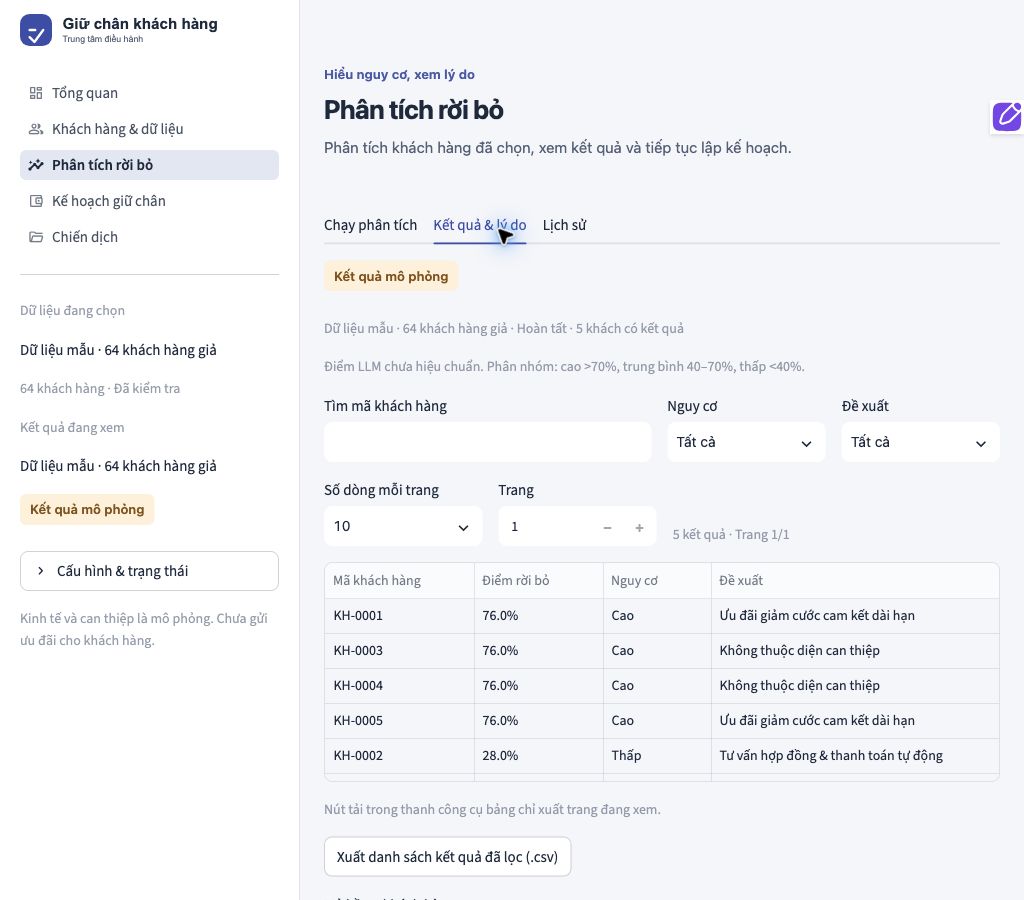 Giữ chân khách hàng
Trung tâm điều hành
Tổng quan
Khách hàng & dữ liệu
Phân tích rời bỏ
Kế hoạch giữ chân
Chiến dịch
Dữ liệu đang chọn
Dữ liệu mẫu · 64 khách hàng giả
64 khách hàng · Đã kiểm tra
Kết quả đang xem
Dữ liệu mẫu · 64 khách hàng giả
Kết quả mô phỏng
Cấu hình & trạng thái
Kinh tế và can thiệp là mô phỏng. Chưa gửi
ưu đãi cho khách hàng.
Hiểu nguy cơ, xem lý do
Phân tích rời bỏ
Phân tích khách hàng đã chọn, xem kết quả và tiếp tục lập kế hoạch.
Chạy phân tích Kết quả & lý do Lịch sử
Kết quả mô phỏng
Dữ liệu mẫu · 64 khách hàng giả · Hoàn tất · 5 khách có kết quả
Điểm LLM chưa hiệu chuẩn. Phân nhóm: cao >70%, trung bình 40–70%, thấp <40%.
Tìm mã khách hàng Nguy cơ Đề xuất
Tất cả Tất cả
Số dòng mỗi trang Trang
10 1 − + 5 kết quả · Trang 1/1
Mã khách hàng Điểm rời bỏ Nguy cơ Đề xuất
KH-0001 76.0% Cao Ưu đãi giảm cước cam kết dài hạn
KH-0003 76.0% Cao Không thuộc diện can thiệp
KH-0004 76.0% Cao Không thuộc diện can thiệp
KH-0005 76.0% Cao Ưu đãi giảm cước cam kết dài hạn
KH-0002 28.0% Thấp Tư vấn hợp đồng & thanh toán tự động
Nút tải trong thanh công cụ bảng chỉ xuất trang đang xem.
Xuất danh sách kết quả đã lọc (.csv)